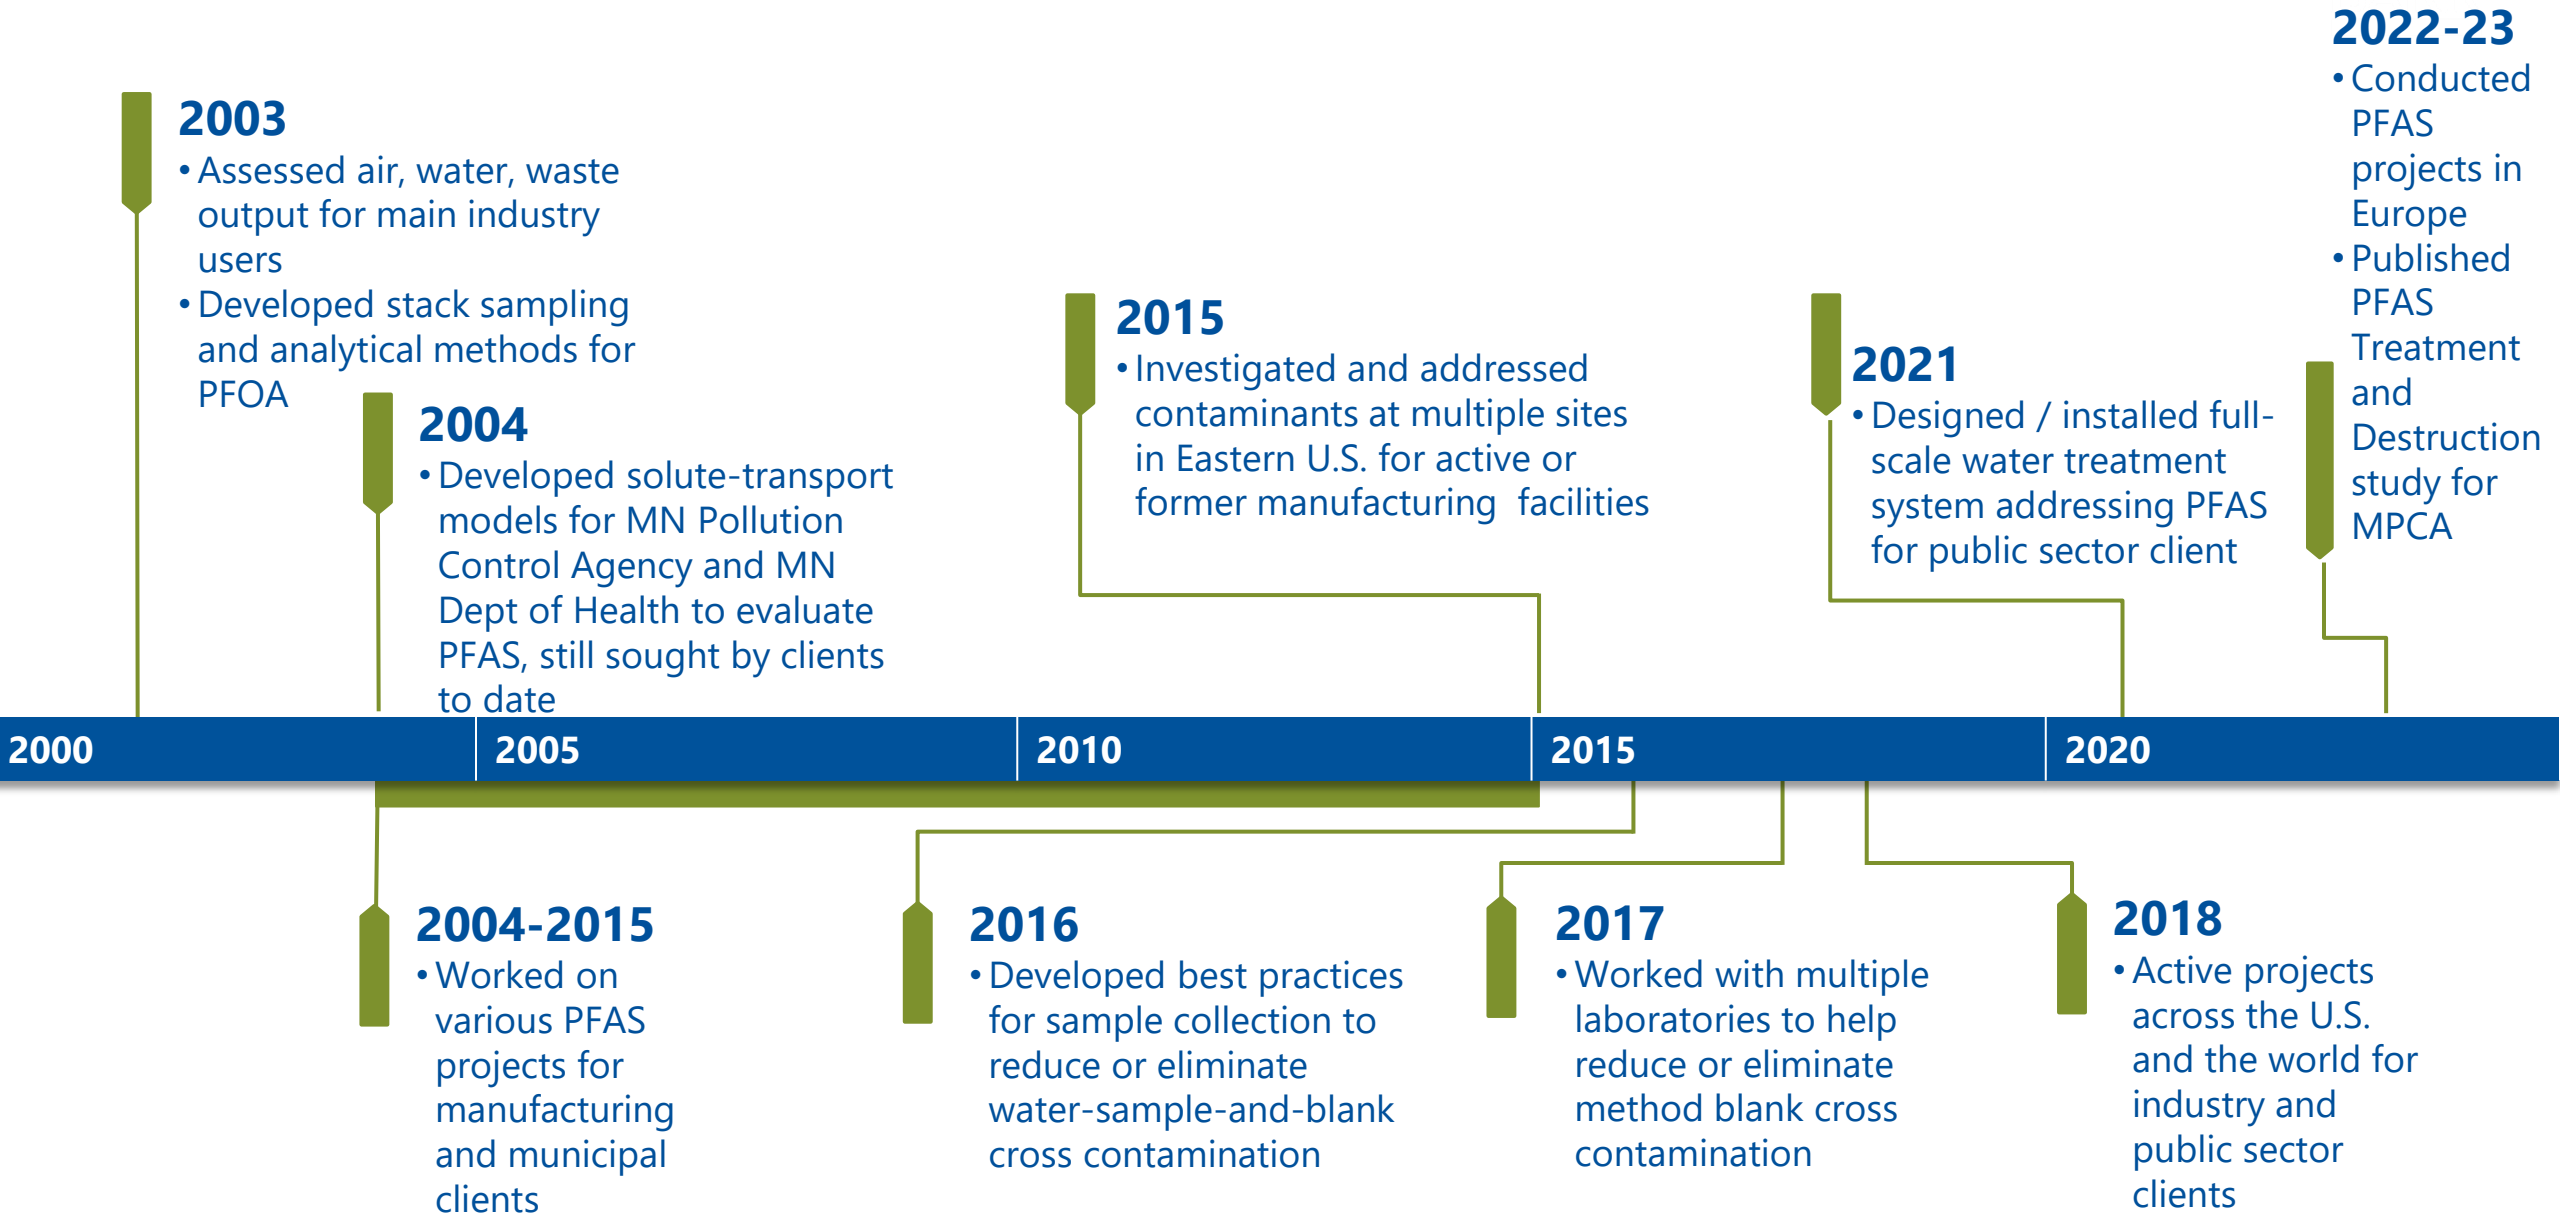 2003
• Assessed air, water, waste
output for main industry
users
• Developed stack sampling
and analytical methods for
PFOA
2004
• Developed solute-transport
models for MN Pollution
Control Agency and MN
Dept of Health to evaluate
PFAS, still sought by clients
to date
2015
• Investigated and addressed
contaminants at multiple sites
in Eastern U.S. for active or
former manufacturing  facilities
2021
• Designed / installed full-
scale water treatment
system addressing PFAS
for public sector client
2022-23
• Conducted
PFAS
projects in
Europe
• Published
PFAS
Treatment
and
Destruction
study for
MPCA
2000
2005
2010
2015
2020
2004-2015
• Worked on
various PFAS
projects for
manufacturing
and municipal
clients
2016
• Developed best practices
for sample collection to
reduce or eliminate
water-sample-and-blank
cross contamination
2017
• Worked with multiple
laboratories to help
reduce or eliminate
method blank cross
contamination
2018
• Active projects
across the U.S.
and the world for
industry and
public sector
clients